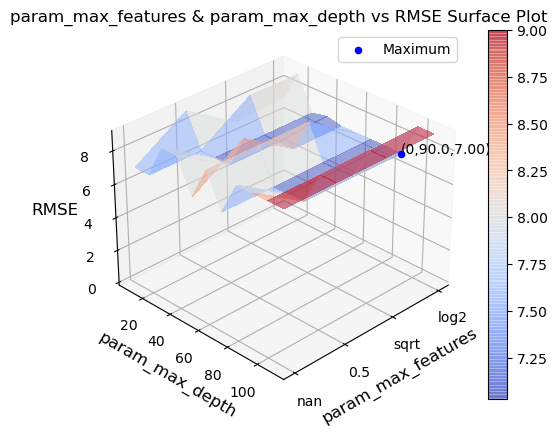 param_max_features & param_max_depth vs RMSE Surface Plot
Maximum
(0,90.0,7.00)
RMSE
8
6
4
2
0
20
40
60
80
100
param_max_depth
nan
0.5
sqrt
log2
param_max_features
9.00
8.75
8.50
8.25
8.00
7.75
7.50
7.25